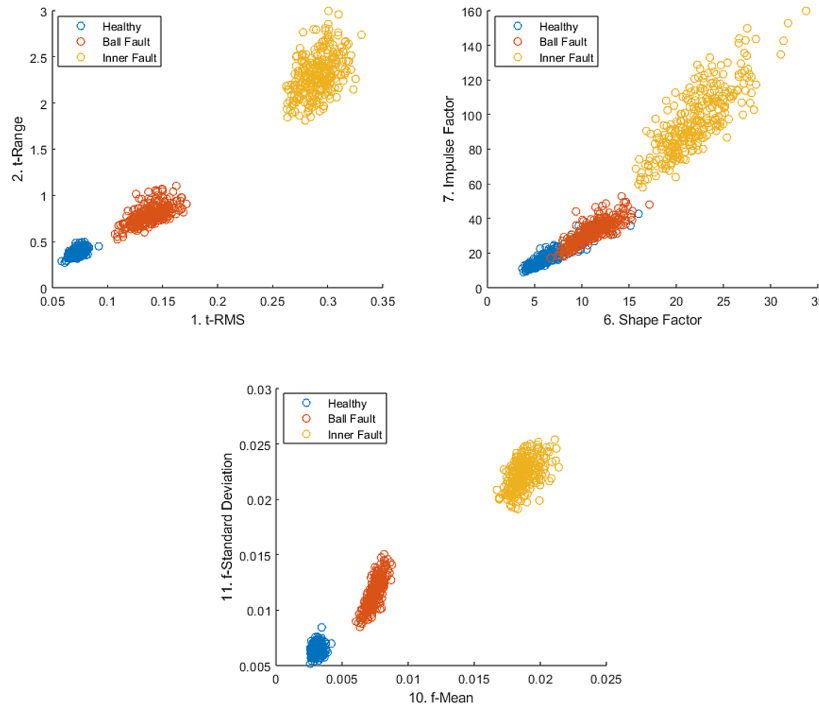 3
2.5
2
1.5
1
0.5
0
2. t-Range
Healthy
Ball Fault
Inner Fault
0.05
0.1
0.15
0.2
0.25
0.3
0.35
1. t-RMS
160
140
120
100
80
60
40
20
0
7. Impulse Factor
Healthy
Ball Fault
Inner Fault
0
5
10
15
20
25
30
35
6. Shape Factor
0.03
0.025
0.02
0.015
0.01
0.005
11. f-Standard Deviation
Healthy
Ball Fault
Inner Fault
0
0.005
0.01
0.015
0.02
0.025
10. f-Mean